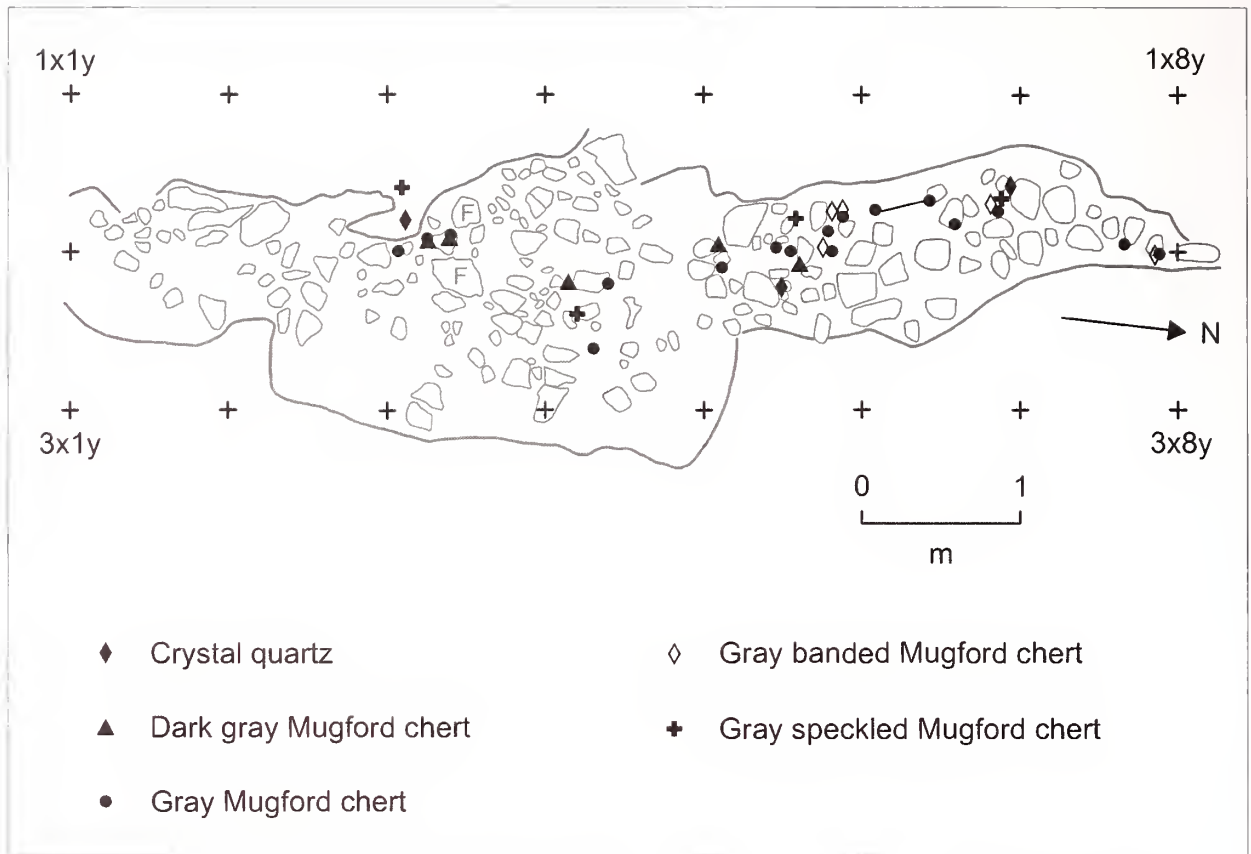 1x1y 1x8y
F
F
N
3x1y 3x8y
0 1
m
Crystal quartz Gray banded Mugford chert
Dark gray Mugford chert Gray speckled Mugford chert
Gray Mugford chert